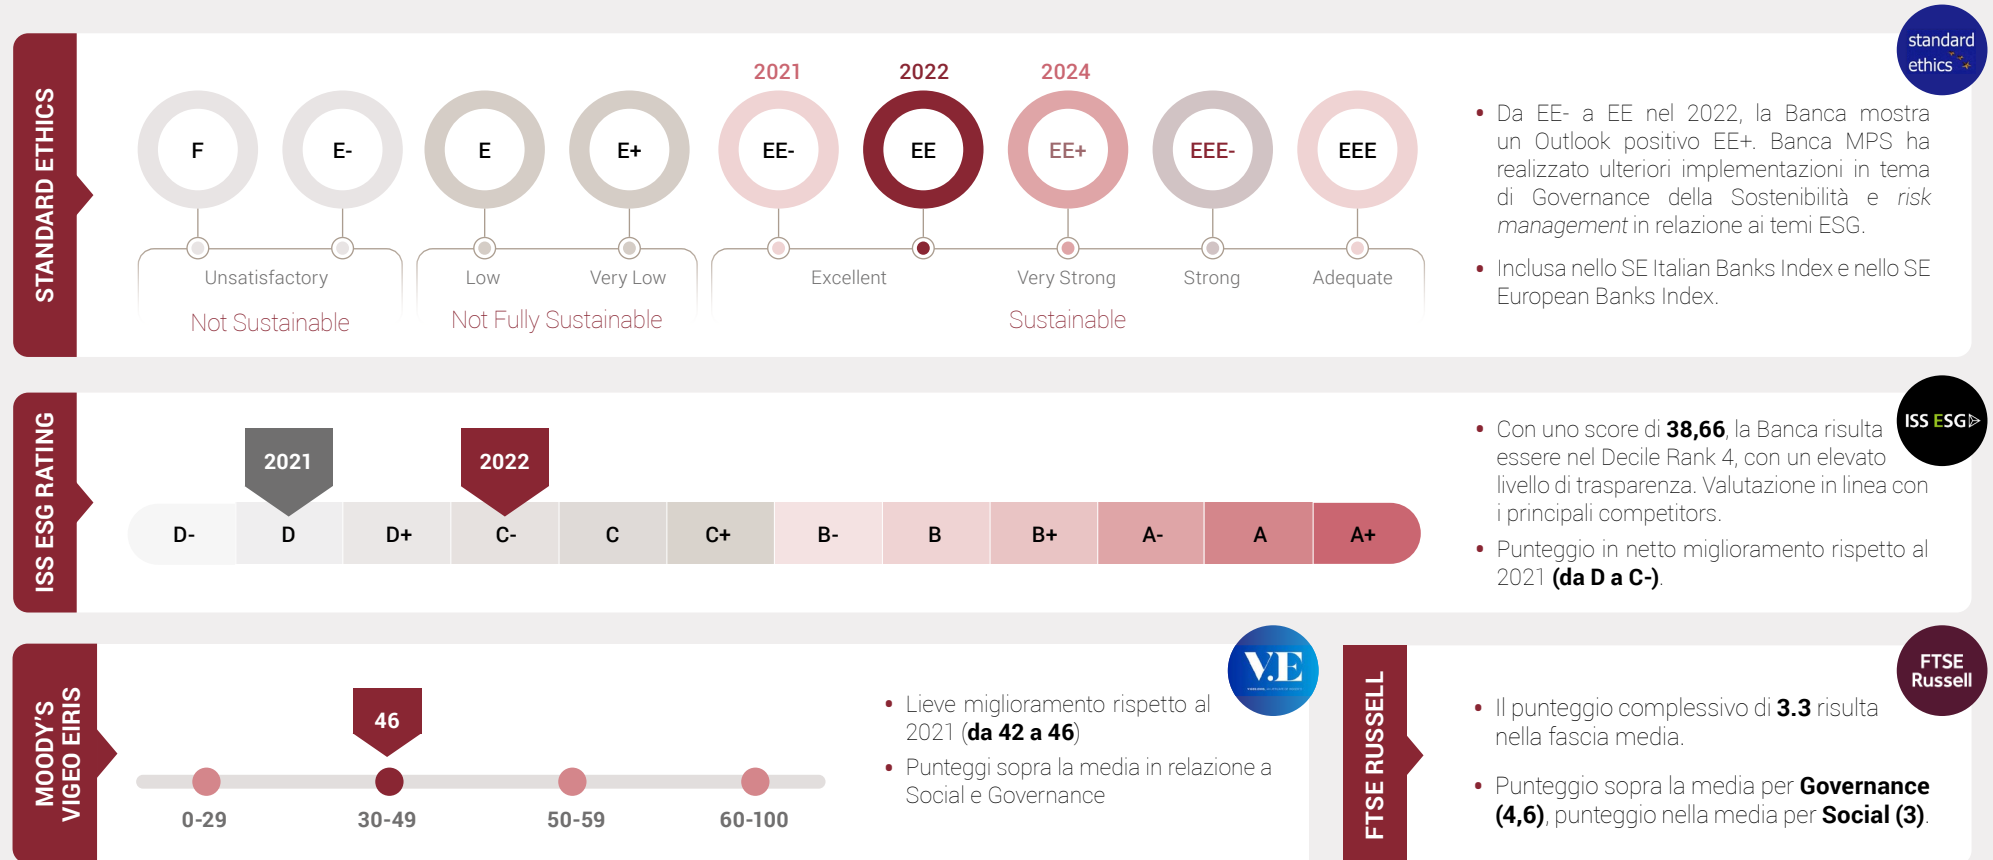 STANDARD ETHICS
2021
2022
2024
F
E-
E
E+
EE-
EE
EE+
EEE-
EEE
Unsatisfactory
Low
Very Low
Excellent
Very Strong
Strong
Adequate
Not Sustainable
Not Fully Sustainable
Sustainable
standard
ethics
• Da EE- a EE nel 2022, la Banca mostra
un Outlook positivo EE+. Banca MPS ha
realizzato ulteriori implementazioni in tema
di Governance della Sostenibilità e risk
management in relazione ai temi ESG.
• Inclusa nello SE Italian Banks Index e nello SE
European Banks Index.
ISS ESG RATING
2021
2022
D-
D
D+
C-
C
C+
B-
B
B+
A-
A
A+
ISS ESG
• Con uno score di 38,66, la Banca risulta
essere nel Decile Rank 4, con un elevato
livello di trasparenza. Valutazione in linea con
i principali competitors.
• Punteggio in netto miglioramento rispetto al
2021 (da D a C-).
MOODY'S
VIGEO EIRIS
46
0-29
30-49
50-59
60-100
V.E
• Lieve miglioramento rispetto al
2021 (da 42 a 46)
• Punteggi sopra la media in relazione a
Social e Governance
FTSE RUSSELL
FTSE
Russell
• Il punteggio complessivo di 3.3 risulta
nella fascia media.
• Punteggio sopra la media per Governance
(4,6), punteggio nella media per Social (3).